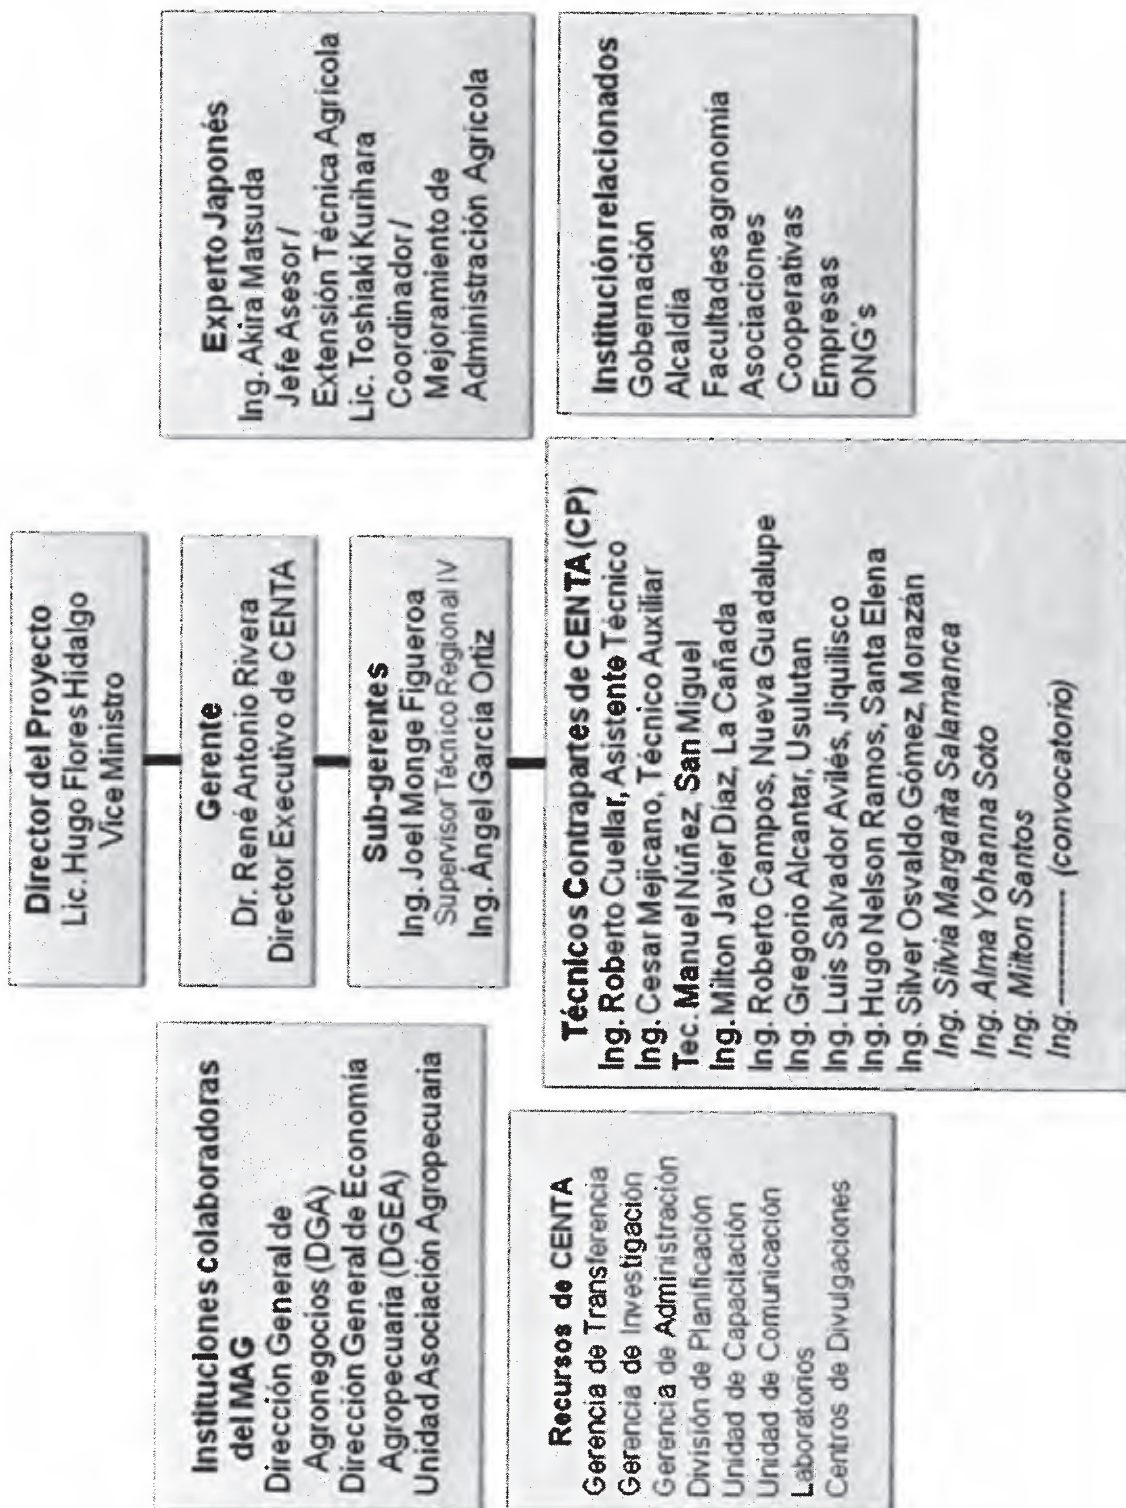 Director del Proyecto
Lic. Hugo Flores Hidalgo
Vice Ministro
Gerente
Dr. René Antonio Rivera
Director Executivo de CENTA
Sub-gerentes
Ing. Joel Monge Figueroa
Supervisor Técnico Regional IV
Ing. Ángel García Ortiz
Instituciones colaboradoras
del MAG
Dirección General de
Agronegocios (DGA)
Dirección General de Economía
Agropecuaria (DGEA)
Unidad Asociación Agropecuaria
Experto Japonés
Ing. Akira Matsuda
Jefe Asesor /
Extensión Técnica Agrícola
Lic. Toshiaki Kurihara
Coordinador /
Mejoramiento de
Administración Agrícola
Recursos de CENTA
Gerencia de Transferencia
Gerencia de Investigación
Gerencia de Administración
División de Planificación
Unidad de Capacitación
Unidad de Comunicación
Laboratorios
Centros de Divulgaciones
Técnicos Contrapartes de CENTA (CP)
Ing. Roberto Cuellar, Asistente Técnico
Ing. Cesar Mejicano, Técnico Auxiliar
Tec. Manuel Núñez, San Miguel
Ing. Milton Javier Díaz, La Cañada
Ing. Roberto Campos, Nueva Guadalupe
Ing. Gregorio Alcantar, Usulutan
Ing. Luis Salvador Avilés, Jiquilisco
Ing. Hugo Nelson Ramos, Santa Elena
Ing. Silver Osvaldo Gómez, Morazán
Ing. Silvia Margarita Salamanca
Ing. Alma Yohanna Soto
Ing. Milton Santos
Ing. -------------- (convocatorio)
Institución relacionados
Gobernación
Alcaldía
Facultades agronomía
Asociaciones
Cooperativas
Empresas
ONG's